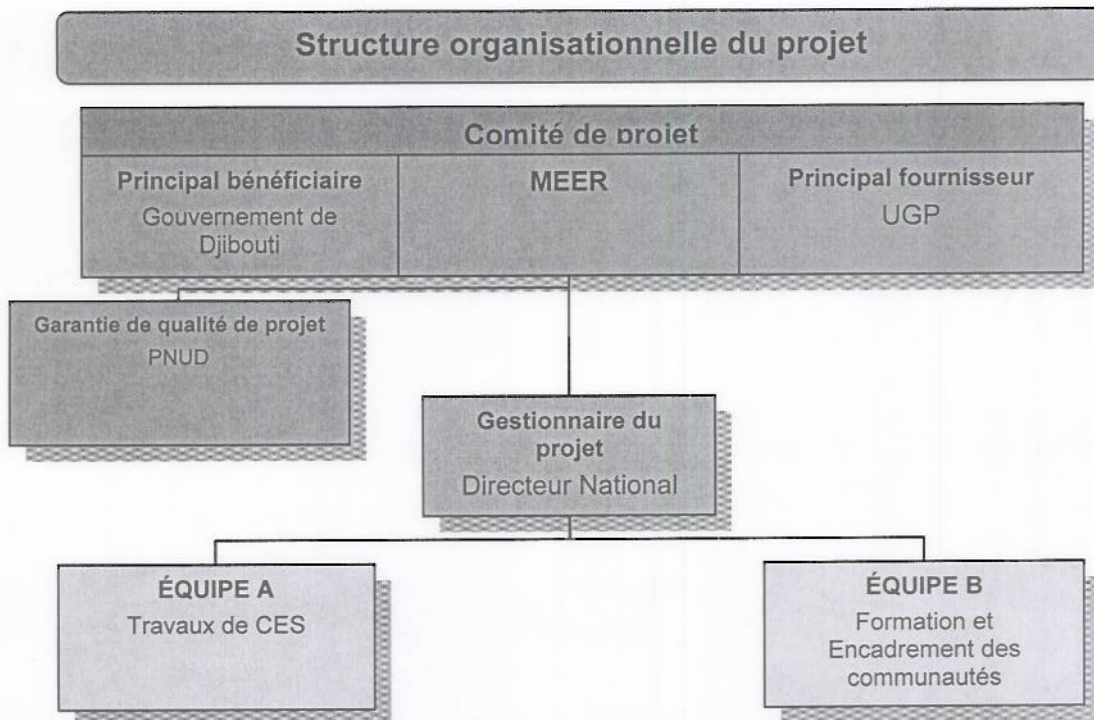 Structure organisationnelle du projet
Comité de projet
Principal bénéficiaire
Gouvernement de
Djibouti
MEER
Principal fournisseur
UGP
Garantie de qualité de projet
PNUD
Gestionnaire du
projet
Directeur National
ÉQUIPE A
Travaux de CES
ÉQUIPE B
Formation et
Encadrement des
communautés